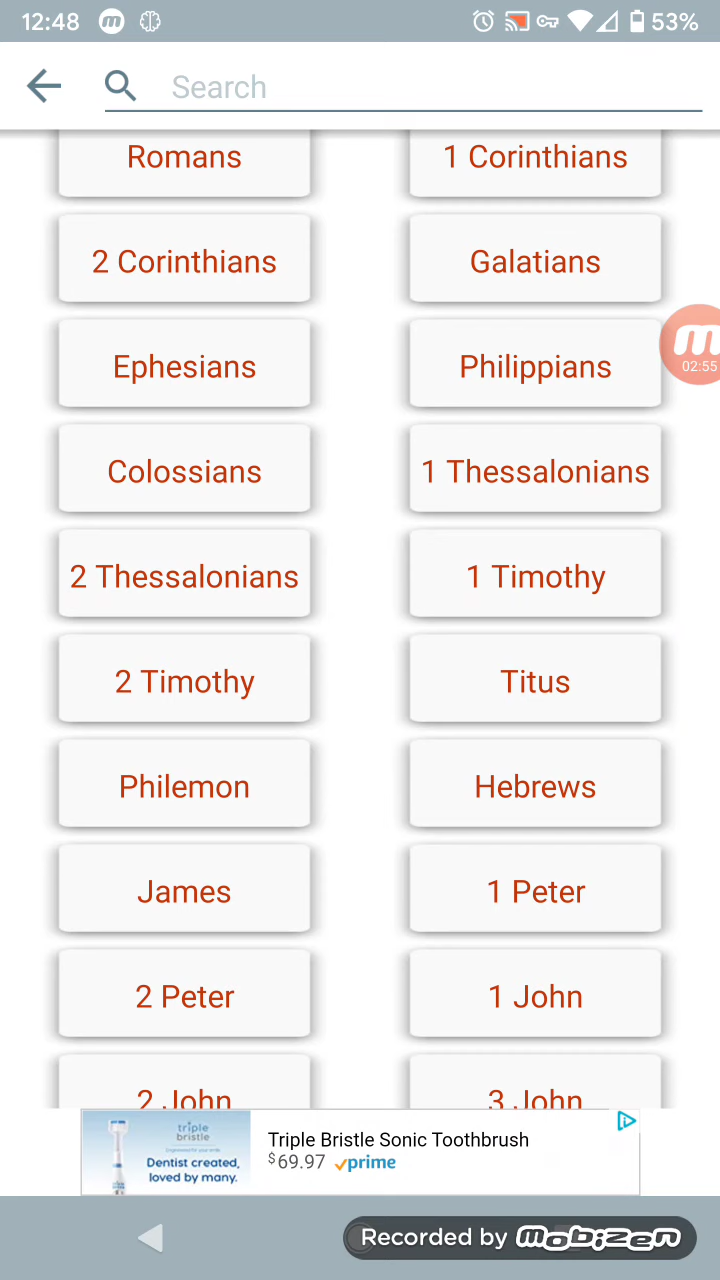 12:48 m 53%
Search
Romans 1 Corinthians
2 Corinthians Galatians
Ephesians Philippians
m
02:55
Colossians 1 Thessalonians
2 Thessalonians 1 Timothy
2 Timothy Titus
Philemon Hebrews
James 1 Peter
2 Peter 1 John
2 John 3 John
triple
bristle
Dentist created,
loved by many.
Triple Bristle Sonic Toothbrush
$69.97 prime
Recorded by mobizen